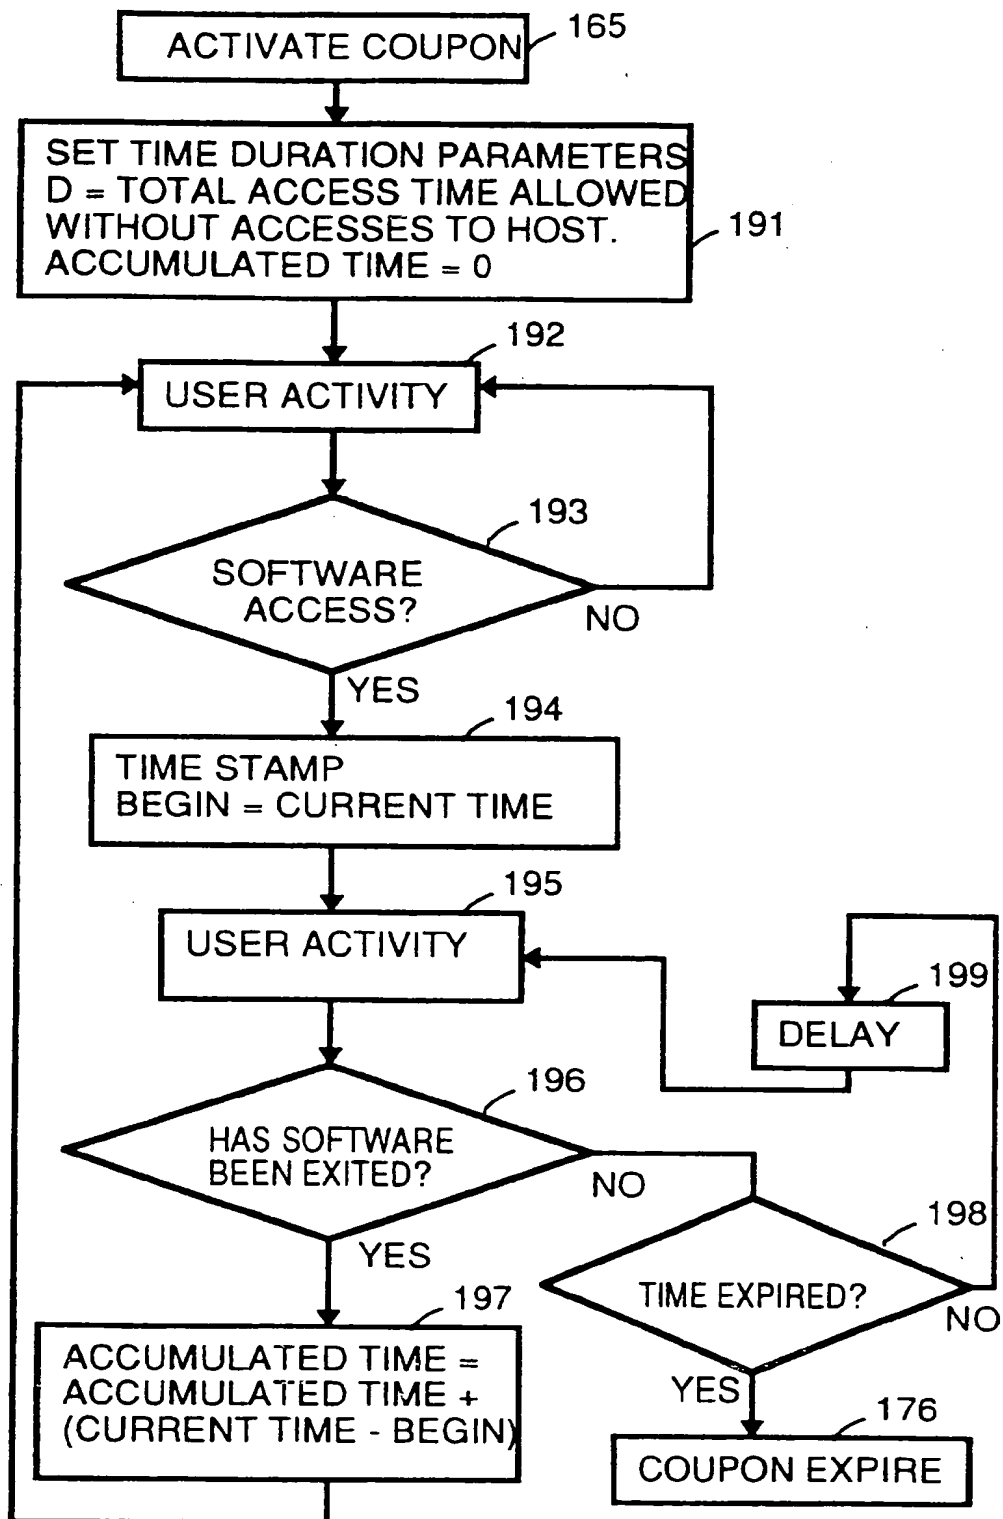 ACTIVATE COUPON
165
SET TIME DURATION PARAMETERS
D = TOTAL ACCESS TIME ALLOWED
WITHOUT ACCESSES TO HOST.
ACCUMULATED TIME = 0
191
192
USER ACTIVITY
193
SOFTWARE
ACCESS?
NO
YES
194
TIME STAMP
BEGIN = CURRENT TIME
195
USER ACTIVITY
199
DELAY
196
HAS SOFTWARE
BEEN EXITED?
NO
YES
198
TIME EXPIRED?
NO
YES
197
ACCUMULATED TIME =
ACCUMULATED TIME +
(CURRENT TIME - BEGIN)
176
COUPON EXPIRE